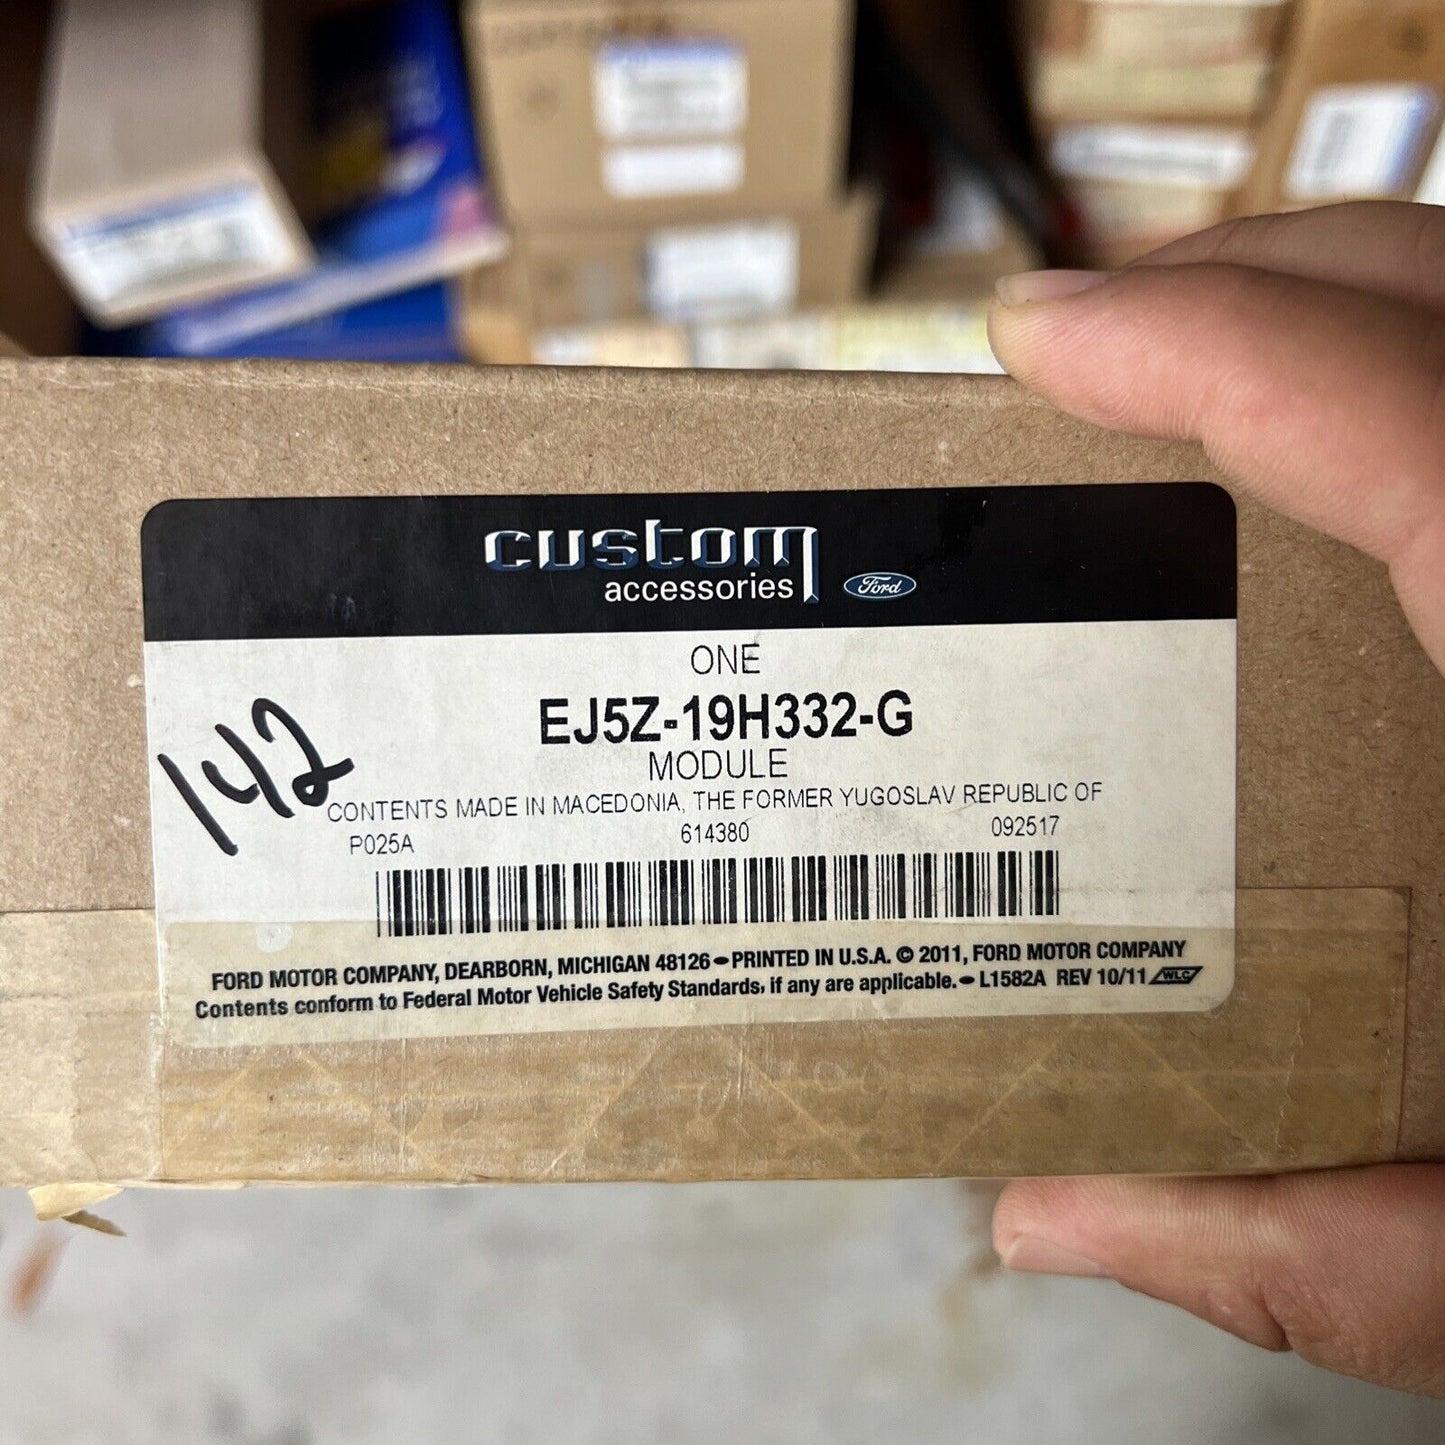 custom
accessories Ford
ONE
EJ5Z-19H332-G
MODULE
142
CONTENTS MADE IN MACEDONIA, THE FORMER YUGOSLAV REPUBLIC OF
P025A 614380 092517
FORD MOTOR COMPANY, DEARBORN, MICHIGAN 48126 - PRINTED IN U.S.A. © 2011, FORD MOTOR COMPANY
Contents conform to Federal Motor Vehicle Safety Standards, if any are applicable. - L1582A REV 10/11 WLC